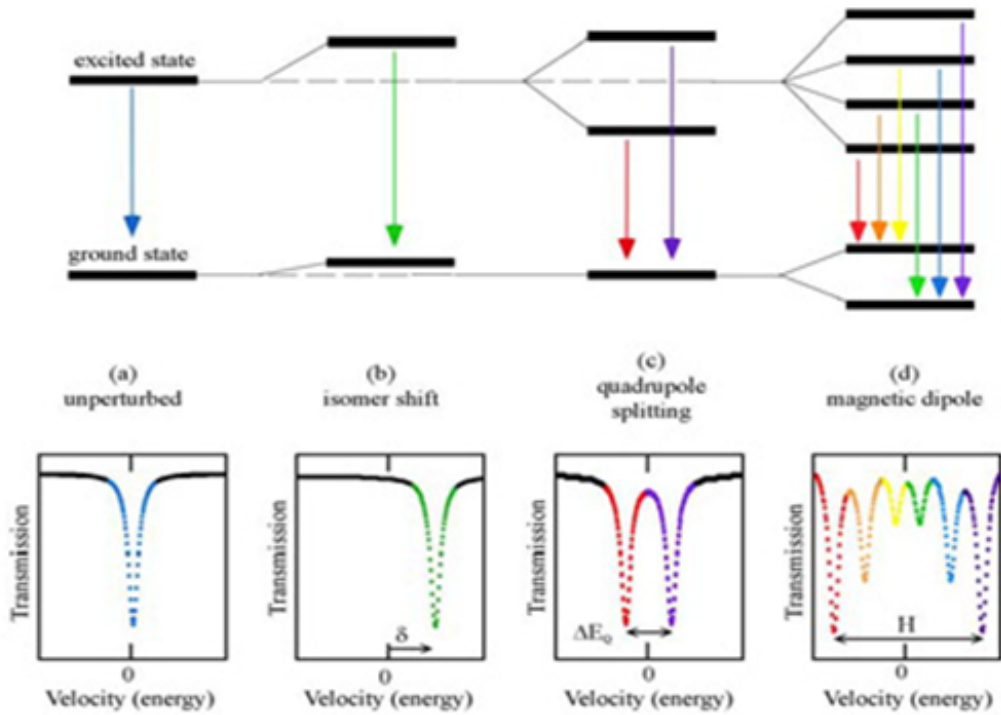 excited state
ground state
(a)
unperturbed
(b)
isomer shift
(c)
quadrupole
splitting
(d)
magnetic dipole
Transmission
0
Velocity (energy)
Transmission
δ
0
Velocity (energy)
Transmission
ΔEQ
0
Velocity (energy)
Transmission
H
0
Velocity (energy)